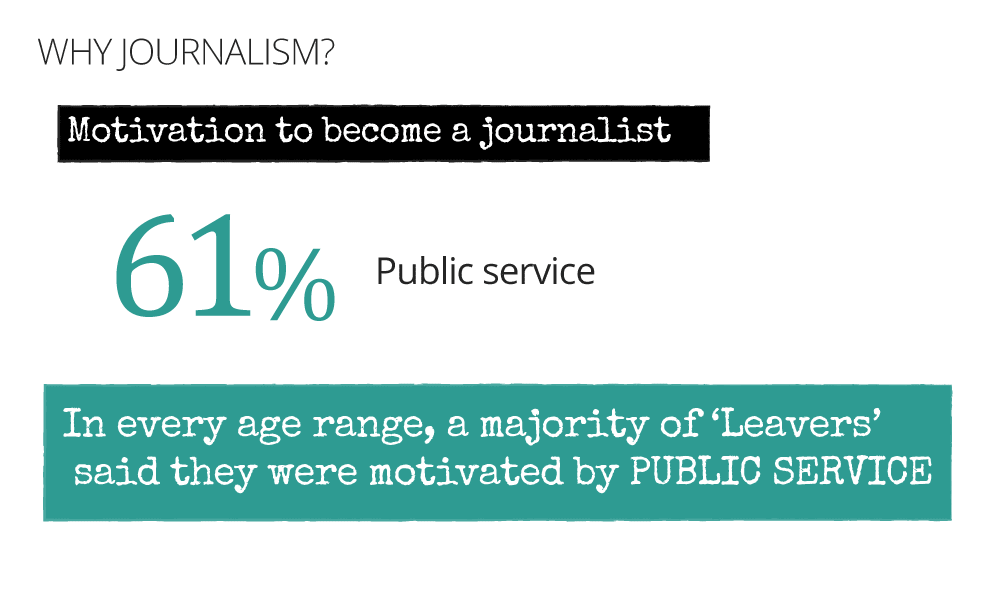 WHY JOURNALISM?
Motivation to become a journalist
61% Public service
In every age range, a majority of ‘Leavers’
said they were motivated by PUBLIC SERVICE